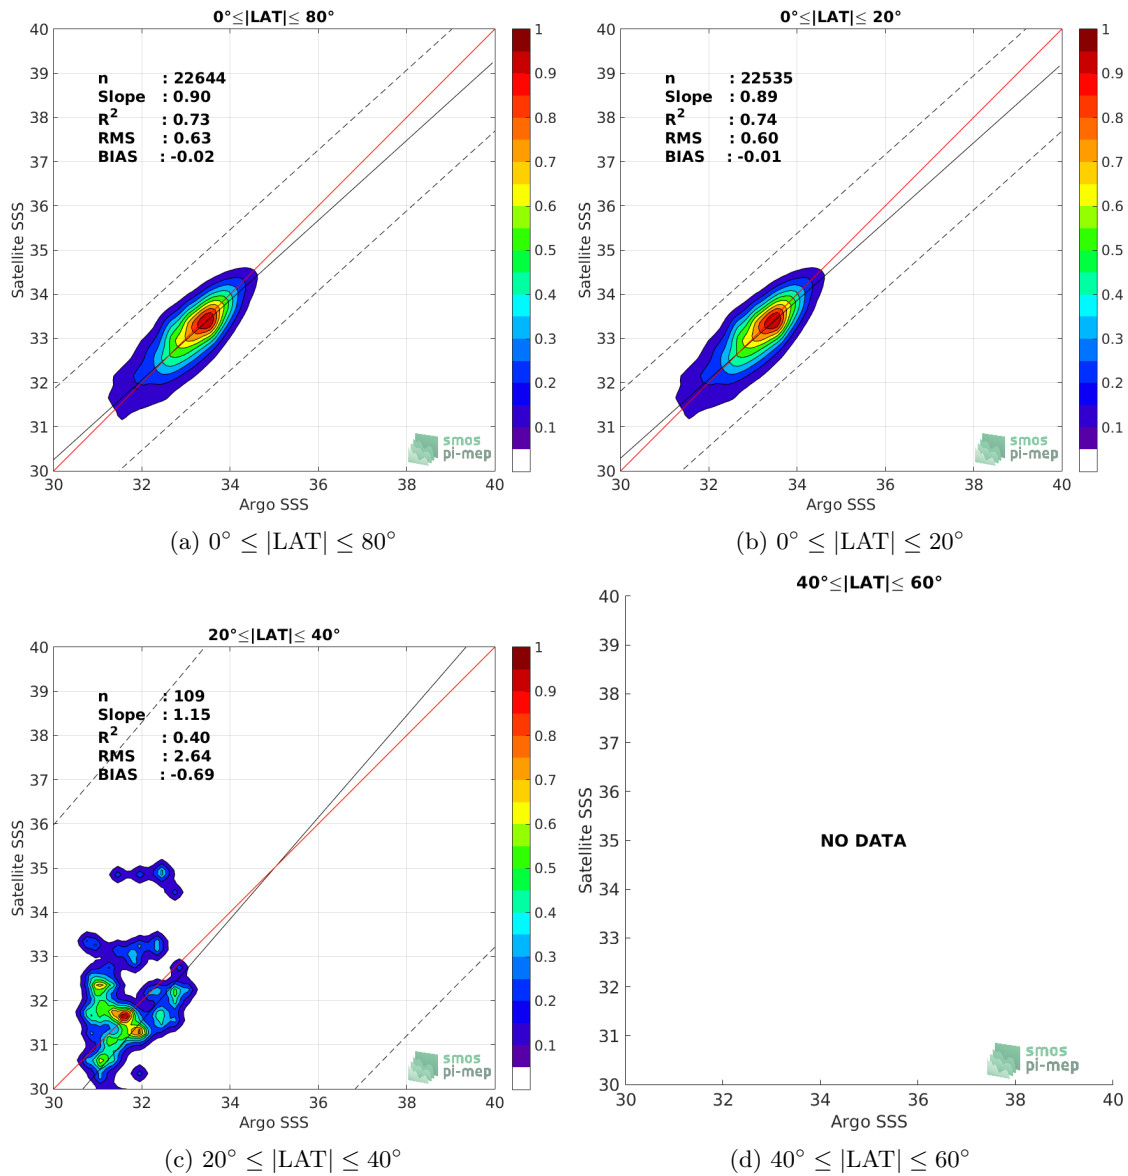 0°≤|LAT|≤ 80°
40
39
38
37
36
35
34
33
32
31
30
Satellite SSS
n : 22644
Slope : 0.90
R2 : 0.73
RMS : 0.63
BIAS : -0.02
1
0.9
0.8
0.7
0.6
0.5
0.4
0.3
0.2
0.1
smos
pi-mep
30 32 34 36 38 40
Argo SSS
(a) 0° ≤ |LAT| ≤ 80°
0°≤|LAT|≤ 20°
40
39
38
37
36
35
34
33
32
31
30
Satellite SSS
n : 22535
Slope : 0.89
R2 : 0.74
RMS : 0.60
BIAS : -0.01
1
0.9
0.8
0.7
0.6
0.5
0.4
0.3
0.2
0.1
smos
pi-mep
30 32 34 36 38 40
Argo SSS
(b) 0° ≤ |LAT| ≤ 20°
20°≤|LAT|≤ 40°
40
39
38
37
36
35
34
33
32
31
30
Satellite SSS
n : 109
Slope : 1.15
R2 : 0.40
RMS : 2.64
BIAS : -0.69
1
0.9
0.8
0.7
0.6
0.5
0.4
0.3
0.2
0.1
smos
pi-mep
30 32 34 36 38 40
Argo SSS
(c) 20° ≤ |LAT| ≤ 40°
40°≤|LAT|≤ 60°
40
39
38
37
36
35
34
33
32
31
30
Satellite SSS
NO DATA
smos
pi-mep
30 32 34 36 38 40
Argo SSS
(d) 40° ≤ |LAT| ≤ 60°